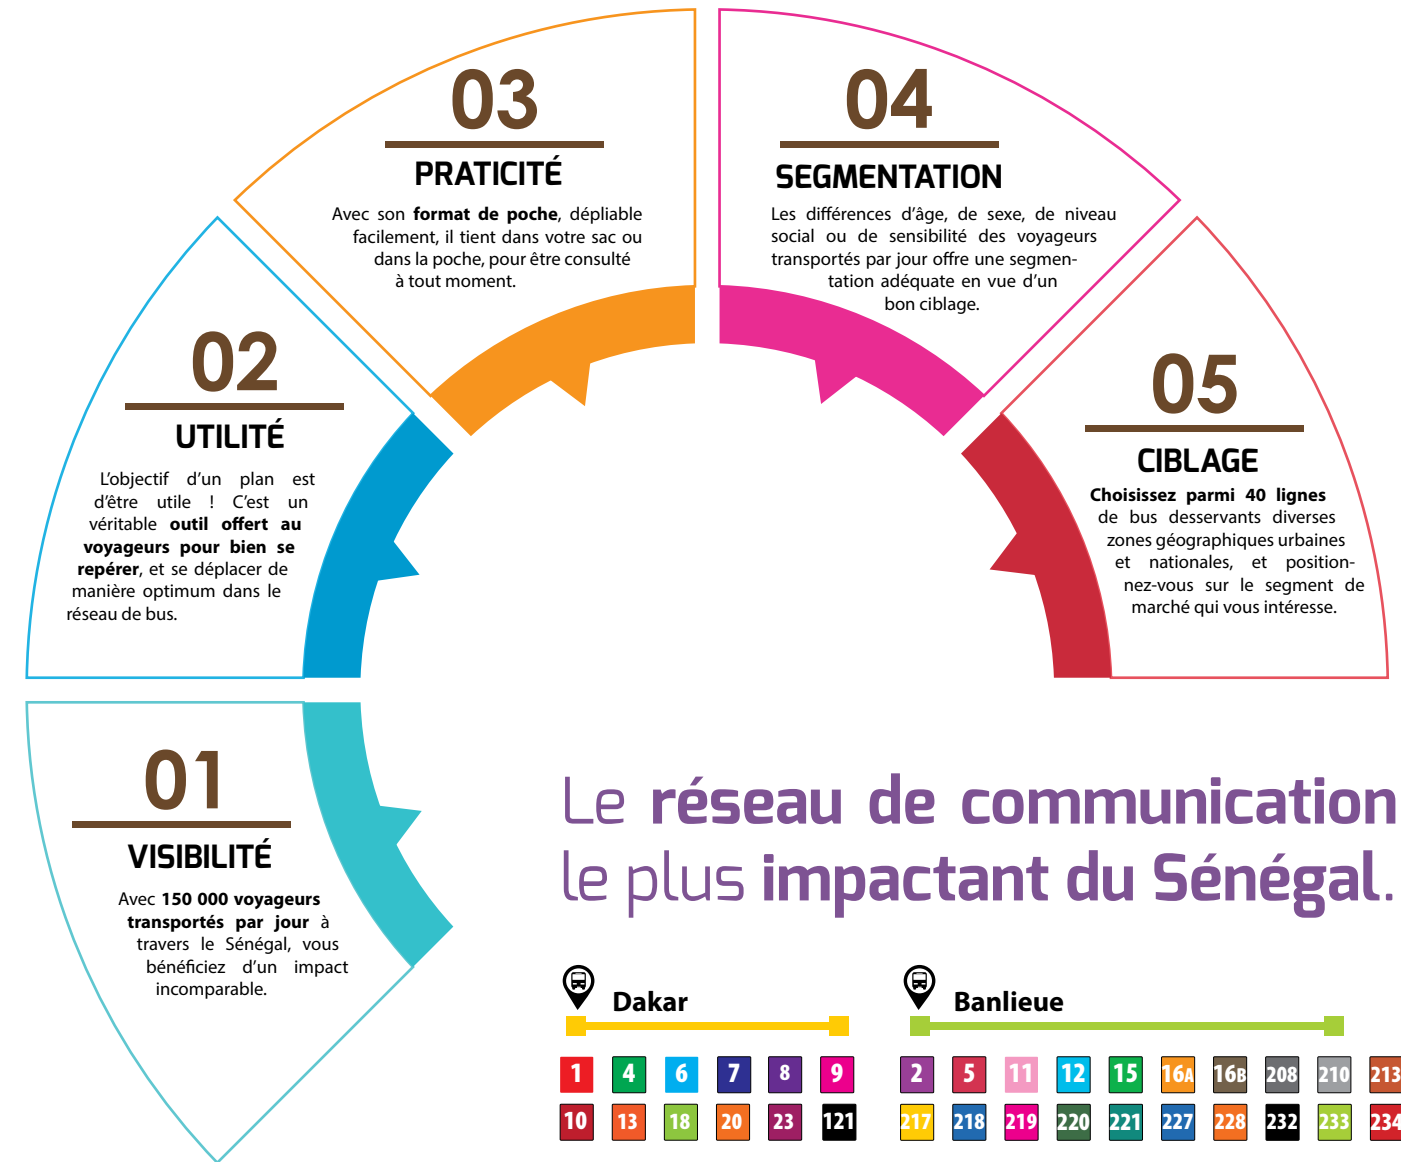 03
PRATICITÉ
Avec son format de poche, dépliable
facilement, il tient dans votre sac ou
dans la poche, pour être consulté
à tout moment.
04
SEGMENTATION
Les différences d’âge, de sexe, de niveau
social ou de sensibilité des voyageurs
transportés par jour offre une segmen-
tation adéquate en vue d’un
bon ciblage.
02
UTILITÉ
L’objectif d’un plan est
d’être utile ! C’est un
véritable outil offert au
voyageurs pour bien se
repérer, et se déplacer de
manière optimum dans le
réseau de bus.
05
CIBLAGE
Choisissez parmi 40 lignes
de bus desservants diverses
zones géographiques urbaines
et nationales, et position-
nez-vous sur le segment de
marché qui vous intéresse.
01
VISIBILITÉ
Avec 150 000 voyageurs
transportés par jour à
travers le Sénégal, vous
bénéficiez d’un impact
incomparable.
Le réseau de communication
le plus impactant du Sénégal.
Dakar
1 4 6 7 8 9
10 13 18 20 23 121
Banlieue
2 5 11 12 15 16A 16B 208 210 213
217 218 219 220 221 227 228 232 233 234